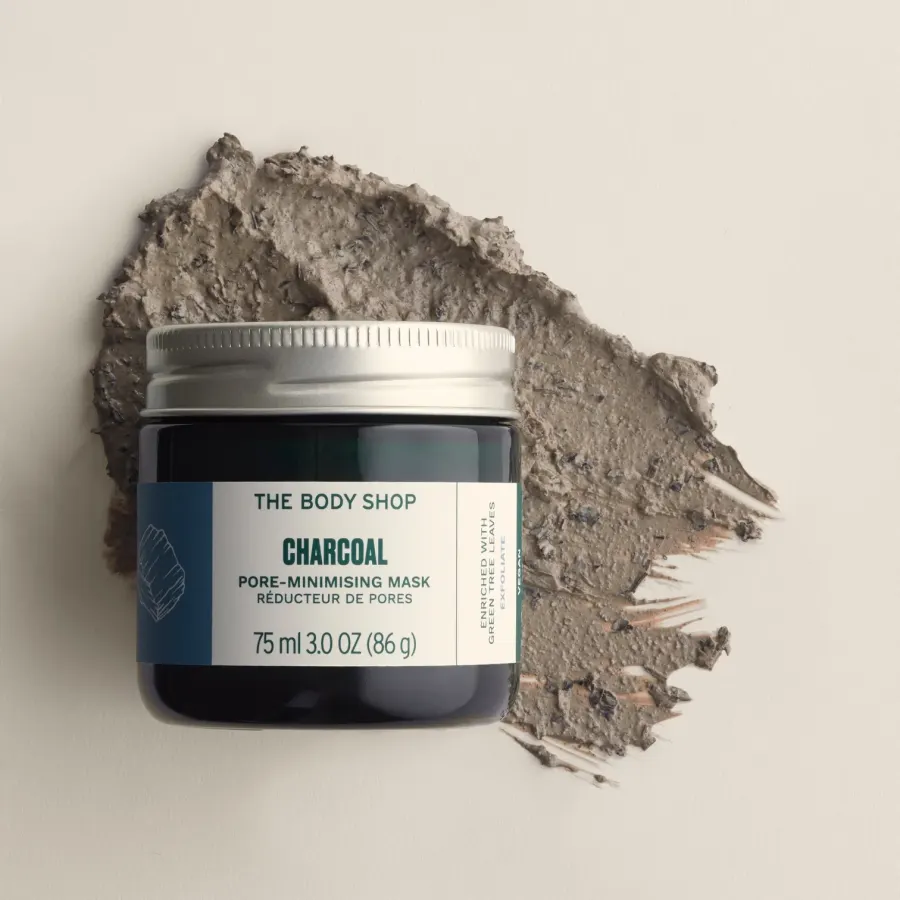 THE BODY SHOP
CHARCOAL
PORE-MINIMISING MASK
RÉDUCTEUR DE PORES
75 ml 3.0 OZ (86 g)
ENRICHED WITH
GREEN TREE LEAVES
EXFOLIATE
VEGAN